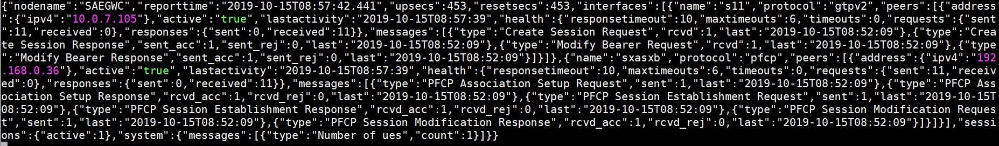 {"nodename":"SAEGWC","reporttime":"2019-10-15T08:57:42.441","upsecs":453,"resetsecs":453,"interfaces":[{"name":"s11","protocol":"gtpv2","peers":[{"address
":{"ipv4":"10.0.7.105"},"active":"true","lastactivity":"2019-10-15T08:57:39","health":{"responsetimeout":10,"maxtimeouts":6,"timeouts":0,"requests":{"sent
":11,"received":0},"responses":{"sent":0,"received":11}},"messages":[{"type":"Create Session Request","rcvd":1,"last":"2019-10-15T08:52:09"},{"type":"Crea
te Session Response","sent_acc":1,"sent_rej":0,"last":"2019-10-15T08:52:09"},{"type":"Modify Bearer Request","rcvd":1,"last":"2019-10-15T08:52:09"},{"type
":"Modify Bearer Response","sent_acc":1,"sent_rej":0,"last":"2019-10-15T08:52:09"}]}]},{"name":"sxasxb","protocol":"pfcp","peers":[{"address":{"ipv4":"192
.168.0.36"},"active":"true","lastactivity":"2019-10-15T08:57:39","health":{"responsetimeout":10,"maxtimeouts":6,"timeouts":0,"requests":{"sent":11,"receiv
ed":0},"responses":{"sent":0,"received":11}},"messages":[{"type":"PFCP Association Setup Request","sent":1,"last":"2019-10-15T08:52:09"},{"type":"PFCP Ass
ociation Setup Response","rcvd_acc":1,"rcvd_rej":0,"last":"2019-10-15T08:52:09"},{"type":"PFCP Session Establishment Request","sent":1,"last":"2019-10-15T
08:52:09"},{"type":"PFCP Session Establishment Response","rcvd_acc":1,"rcvd_rej":0,"last":"2019-10-15T08:52:09"},{"type":"PFCP Session Modification Reques
t","sent":1,"last":"2019-10-15T08:52:09"},{"type":"PFCP Session Modification Response","rcvd_acc":1,"rcvd_rej":0,"last":"2019-10-15T08:52:09"}]}]}],"sessi
ons":{"active":1},"system":{"messages":[{"type":"Number of ues","count":1}]}}